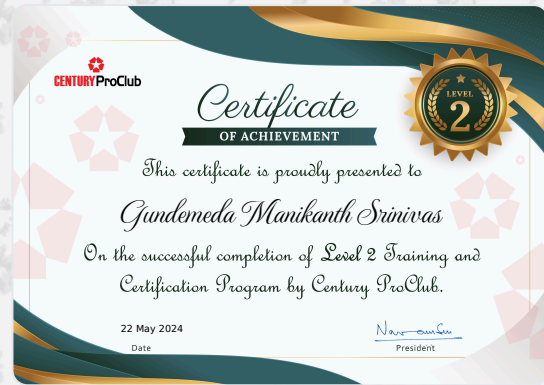 CENTURY ProClub
Certificate
OF ACHIEVEMENT
LEVEL
2
This certificate is proudly presented to
Gundemeda Manikanth Srinivas
On the successful completion of Level 2 Training and
Certification Program by Century ProClub.
22 May 2024
Date
President